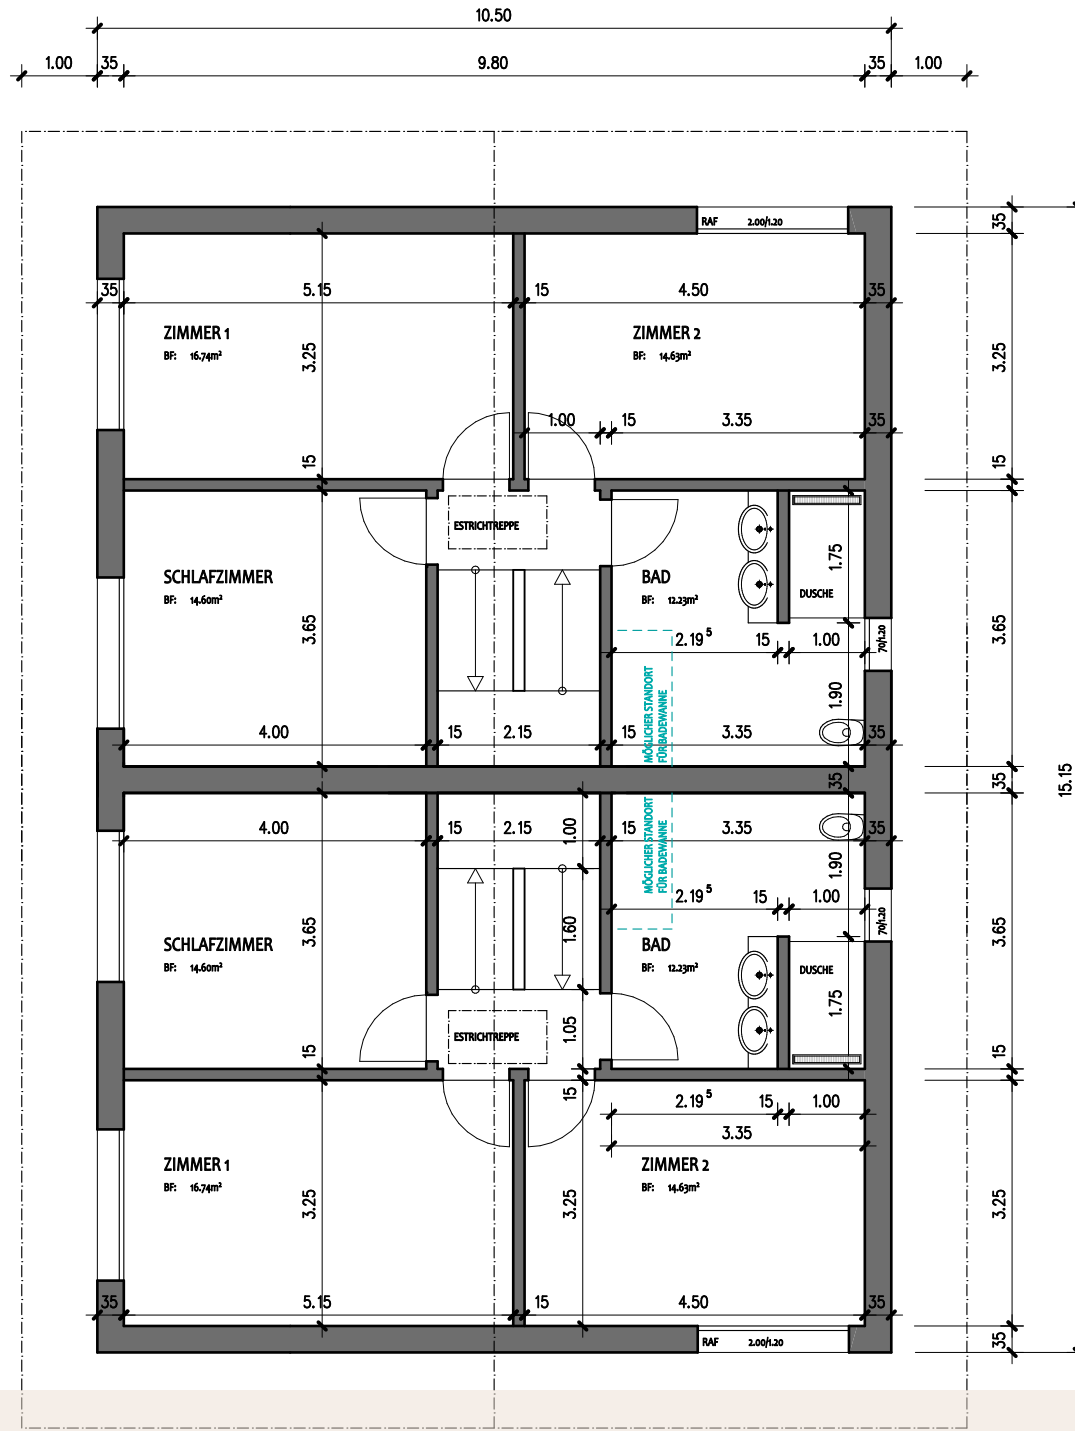 10.50
1.00 35 9.80 35 1.00
RAF 2.00/1.20
35
35 5.15 15 4.50 35
ZIMMER 1
BF: 16.74m²
3.25
ZIMMER 2
BF: 14.63m²
3.25
1.00 15 3.35 35
15
15
ESTRICHTREPPE
SCHLAFZIMMER
BF: 14.60m²
3.65
BAD
BF: 12.23m²
1.75
DUSCHE
70/1.20
3.65
2.19⁵ 15 1.00
MÖGLICHER STANDORT
FÜR BADEWANNE
1.90
4.00 15 2.15 15 3.35 35
35
35
15.15
4.00 15 2.15 1.00 15 3.35 35
MÖGLICHER STANDORT
FÜR BADEWANNE
1.90
2.19⁵ 15 1.00
70/1.20
SCHLAFZIMMER
BF: 14.60m²
3.65
1.60
BAD
BF: 12.23m²
DUSCHE
1.75
3.65
ESTRICHTREPPE
1.05
15
15
15
2.19⁵ 15 1.00
3.35
ZIMMER 1
BF: 16.74m²
3.25
3.25
ZIMMER 2
BF: 14.63m²
3.25
35 5.15 15 4.50 35
RAF 2.00/1.20
35